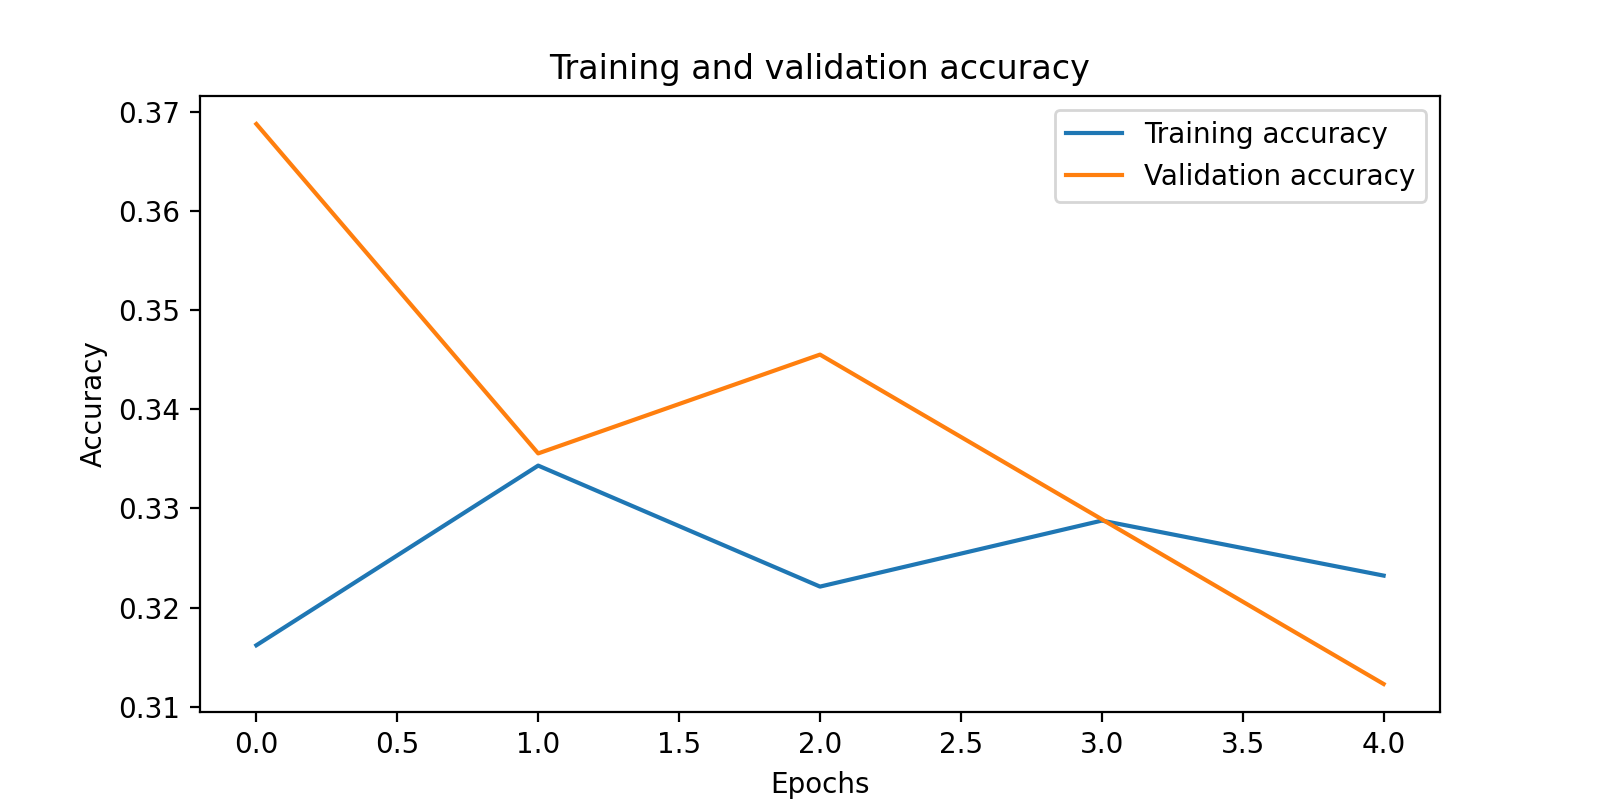 Training and validation accuracy
Training accuracy
Validation accuracy
Accuracy
0.37
0.36
0.35
0.34
0.33
0.32
0.31
0.0 0.5 1.0 1.5 2.0 2.5 3.0 3.5 4.0
Epochs